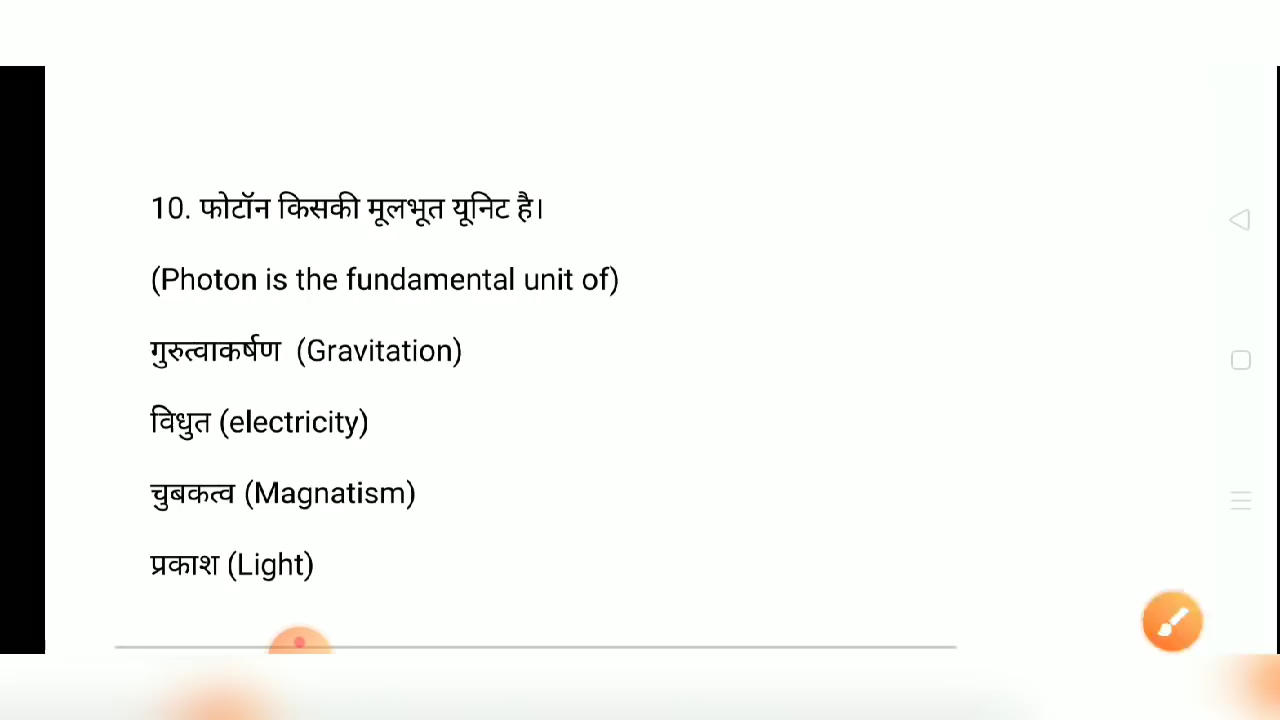 10. फोटॉन किसकी मूलभूत यूनिट है।
(Photon is the fundamental unit of)
गुरुत्वाकर्षण (Gravitation)
विधुत (electricity)
चुबकत्व (Magnatism)
प्रकाश (Light)